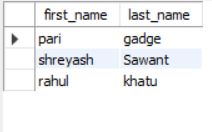 first_name last_name
pari gadge
shreyash Sawant
rahul khatu